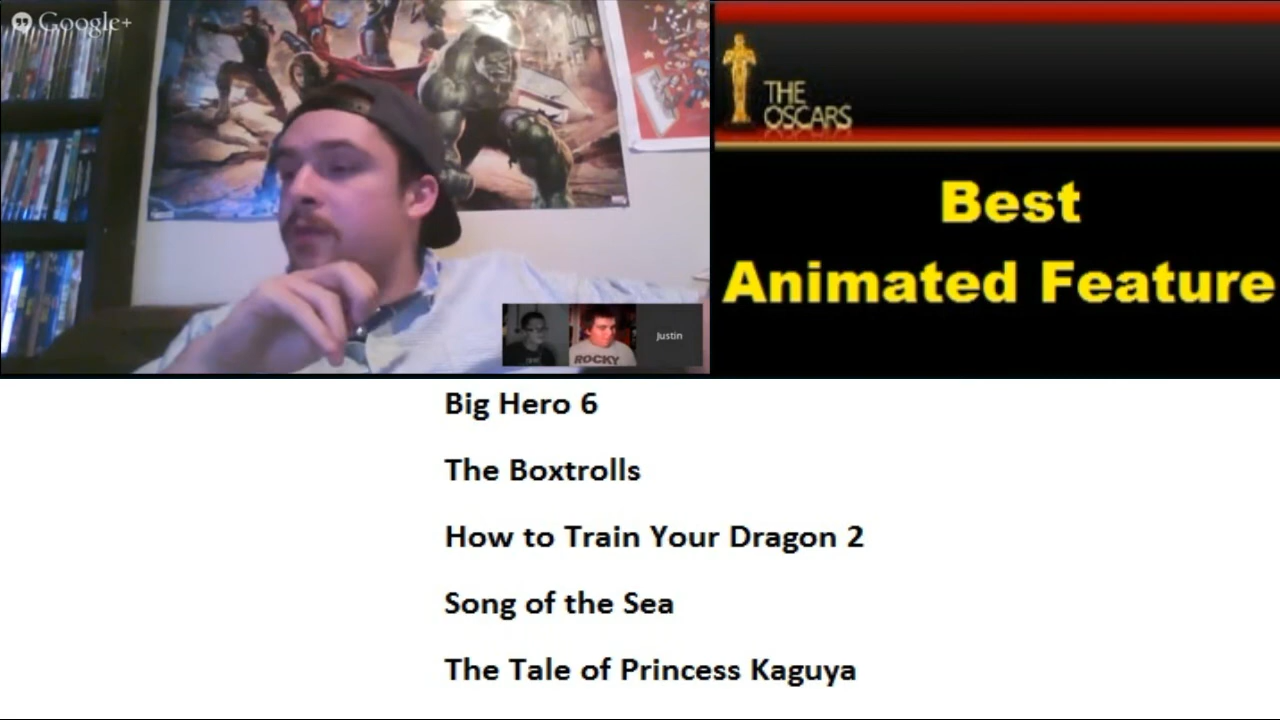 Google+
THE
OSCARS
Best
Animated Feature
Justin
ROCKY
Big Hero 6
The Boxtrolls
How to Train Your Dragon 2
Song of the Sea
The Tale of Princess Kaguya